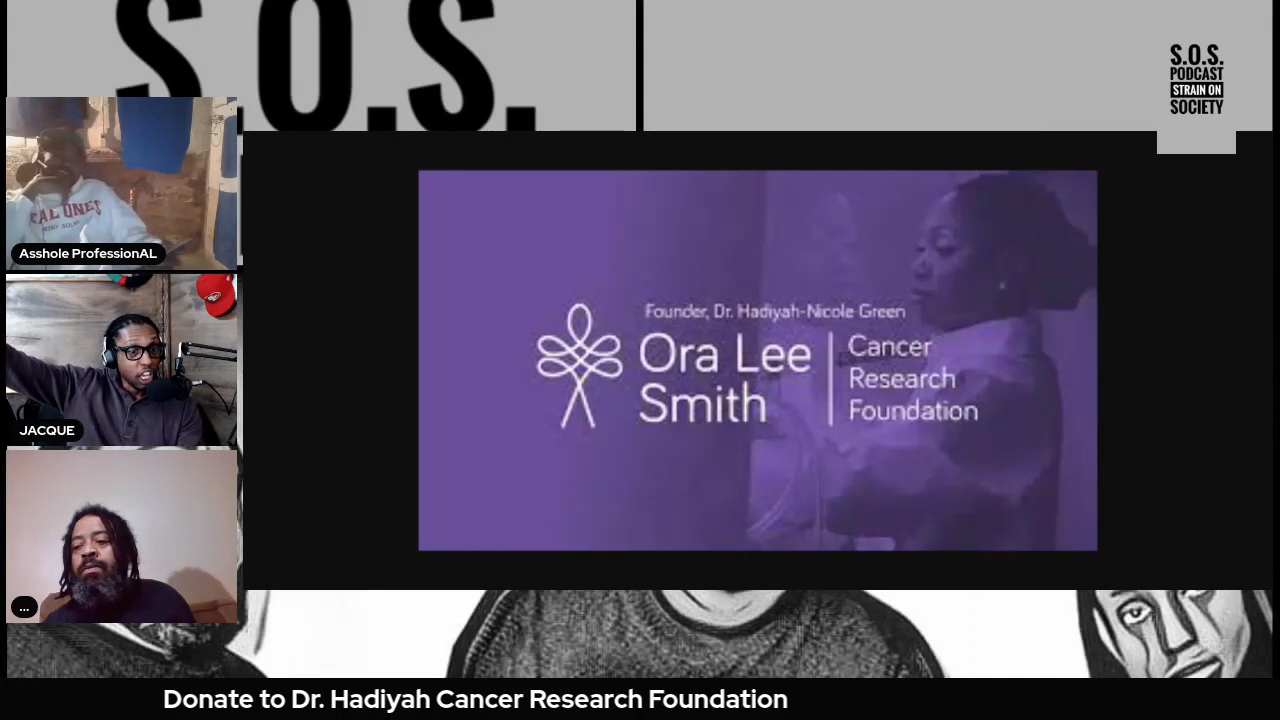 S.O.S.
S.O.S.
PODCAST
STRAIN ON
SOCIETY
Asshole ProfessionAL
JACQUE
...
Founder, Dr. Hadiyah-Nicole Green
Ora Lee
Smith
Cancer
Research
Foundation
Donate to Dr. Hadiyah Cancer Research Foundation